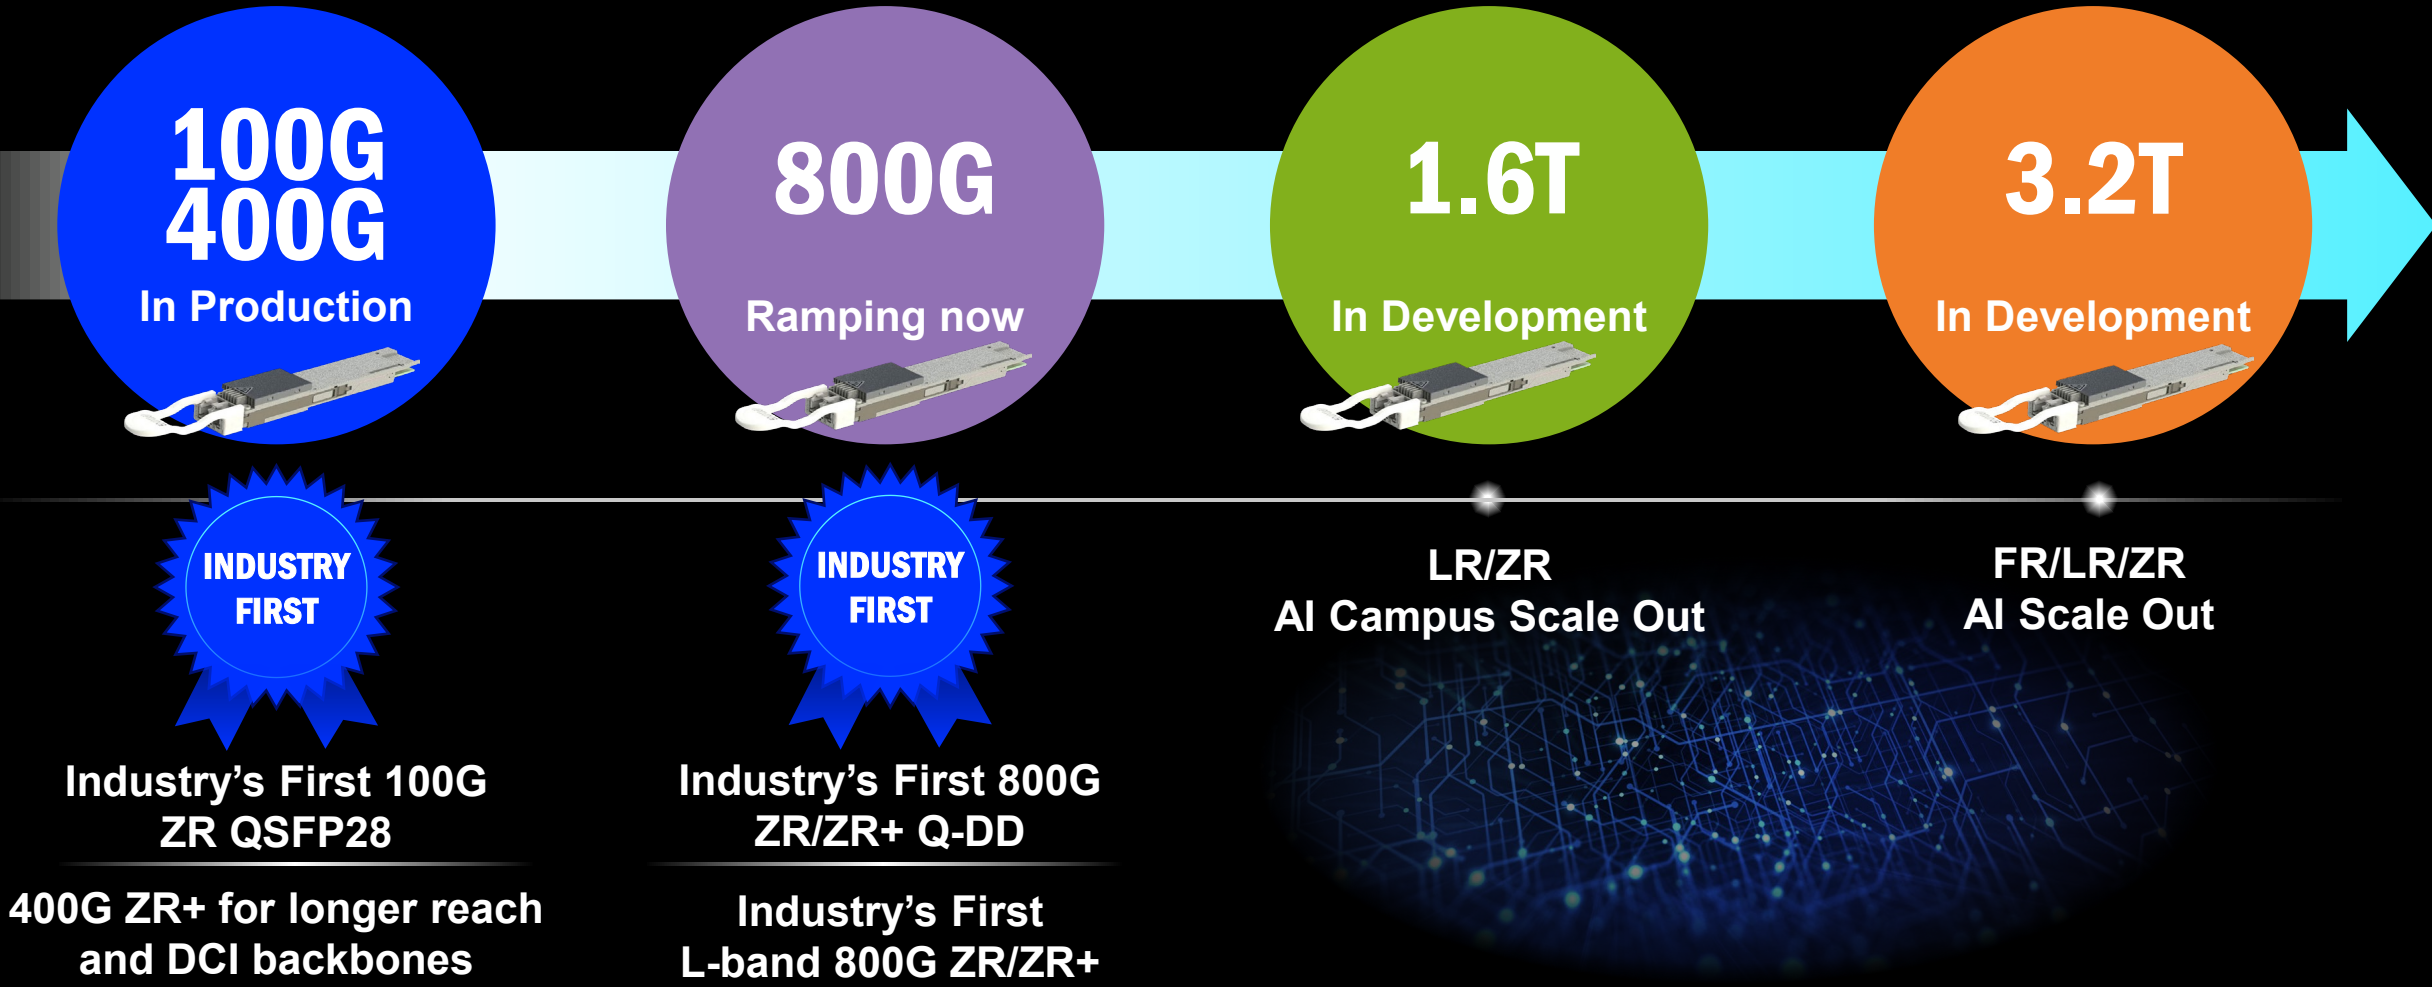 100G
400G
In Production
800G
Ramping now
1.6T
In Development
3.2T
In Development
INDUSTRY
FIRST
Industry’s First 100G
ZR QSFP28
400G ZR+ for longer reach
and DCI backbones
INDUSTRY
FIRST
Industry’s First 800G
ZR/ZR+ Q-DD
Industry’s First
L-band 800G ZR/ZR+
LR/ZR
AI Campus Scale Out
FR/LR/ZR
AI Scale Out